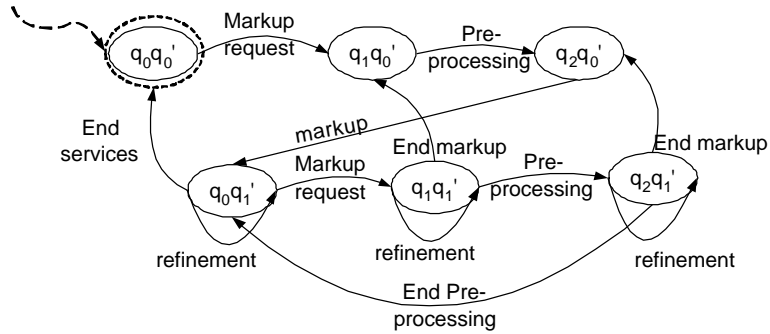 Markup
request
Pre-
processing
q0q0'
q1q0'
q2q0'
End
services
markup
End markup
End markup
Markup
request
Pre-
processing
q0q1'
q1q1'
q2q1'
refinement
refinement
refinement
End Pre-
processing